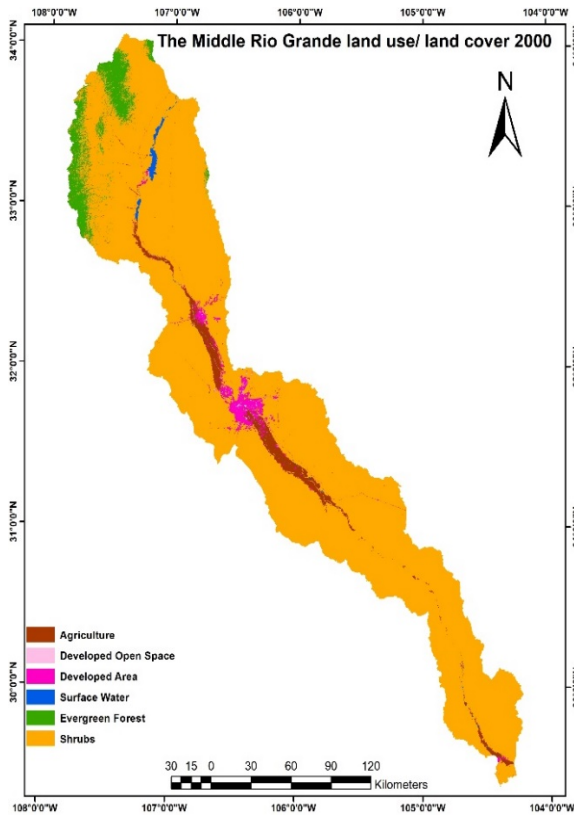 108°0'0"W 107°0'0"W 106°0'0"W 105°0'0"W 104°0'0"W
The Middle Rio Grande land use/ land cover 2000
N
34°0'0"N
33°0'0"N
32°0'0"N
31°0'0"N
30°0'0"N
Agriculture
Developed Open Space
Developed Area
Surface Water
Evergreen Forest
Shrubs
30 15 0 30 60 90 120
Kilometers
108°0'0"W 107°0'0"W 106°0'0"W 105°0'0"W 104°0'0"W